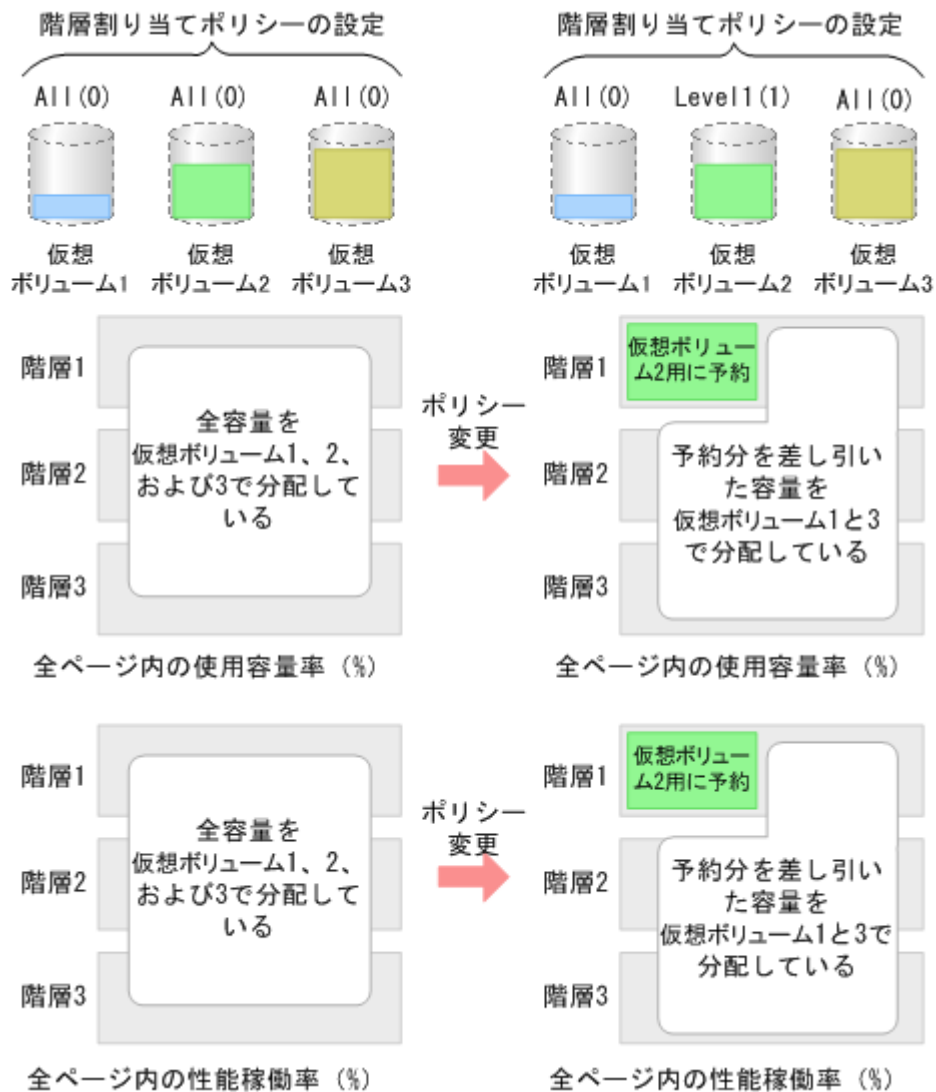 階層割り当てポリシーの設定
All(0)
All(0)
All(0)
仮想
ボリューム1
仮想
ボリューム2
仮想
ボリューム3
階層割り当てポリシーの設定
All(0)
Level1(1)
All(0)
仮想
ボリューム1
仮想
ボリューム2
仮想
ボリューム3
階層1
階層2
階層3
全容量を
仮想ボリューム1、2、
および3で分配して
いる
全ページ内の使用容量率 (%)
ポリシー
変更
階層1
階層2
階層3
仮想ボリュー
ム2用に予約
予約分を差し引い
た容量を
仮想ボリューム1と3
で分配している
全ページ内の使用容量率 (%)
階層1
階層2
階層3
全容量を
仮想ボリューム1、2、
および3で分配して
いる
全ページ内の性能稼働率 (%)
ポリシー
変更
階層1
階層2
階層3
仮想ボリュー
ム2用に予約
予約分を差し引い
た容量を
仮想ボリューム1と3で
分配している
全ページ内の性能稼働率 (%)